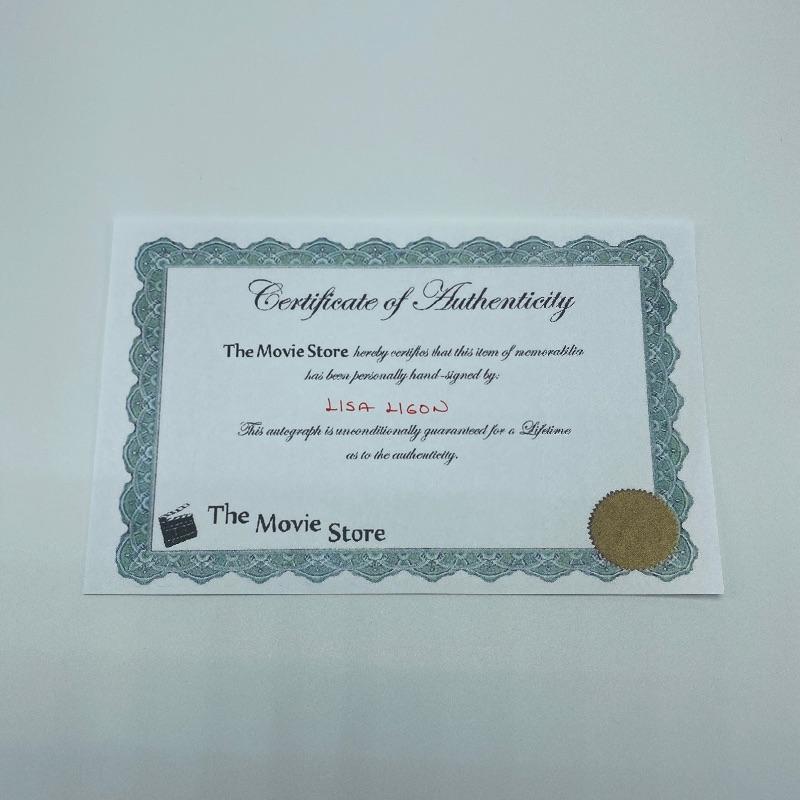 Certificate of Authenticity
The Movie Store hereby certifies that this item of memorabilia
has been personally hand-signed by:
LISA LIGON
This autograph is unconditionally guaranteed for a Lifetime
as to the authenticity.
The Movie Store